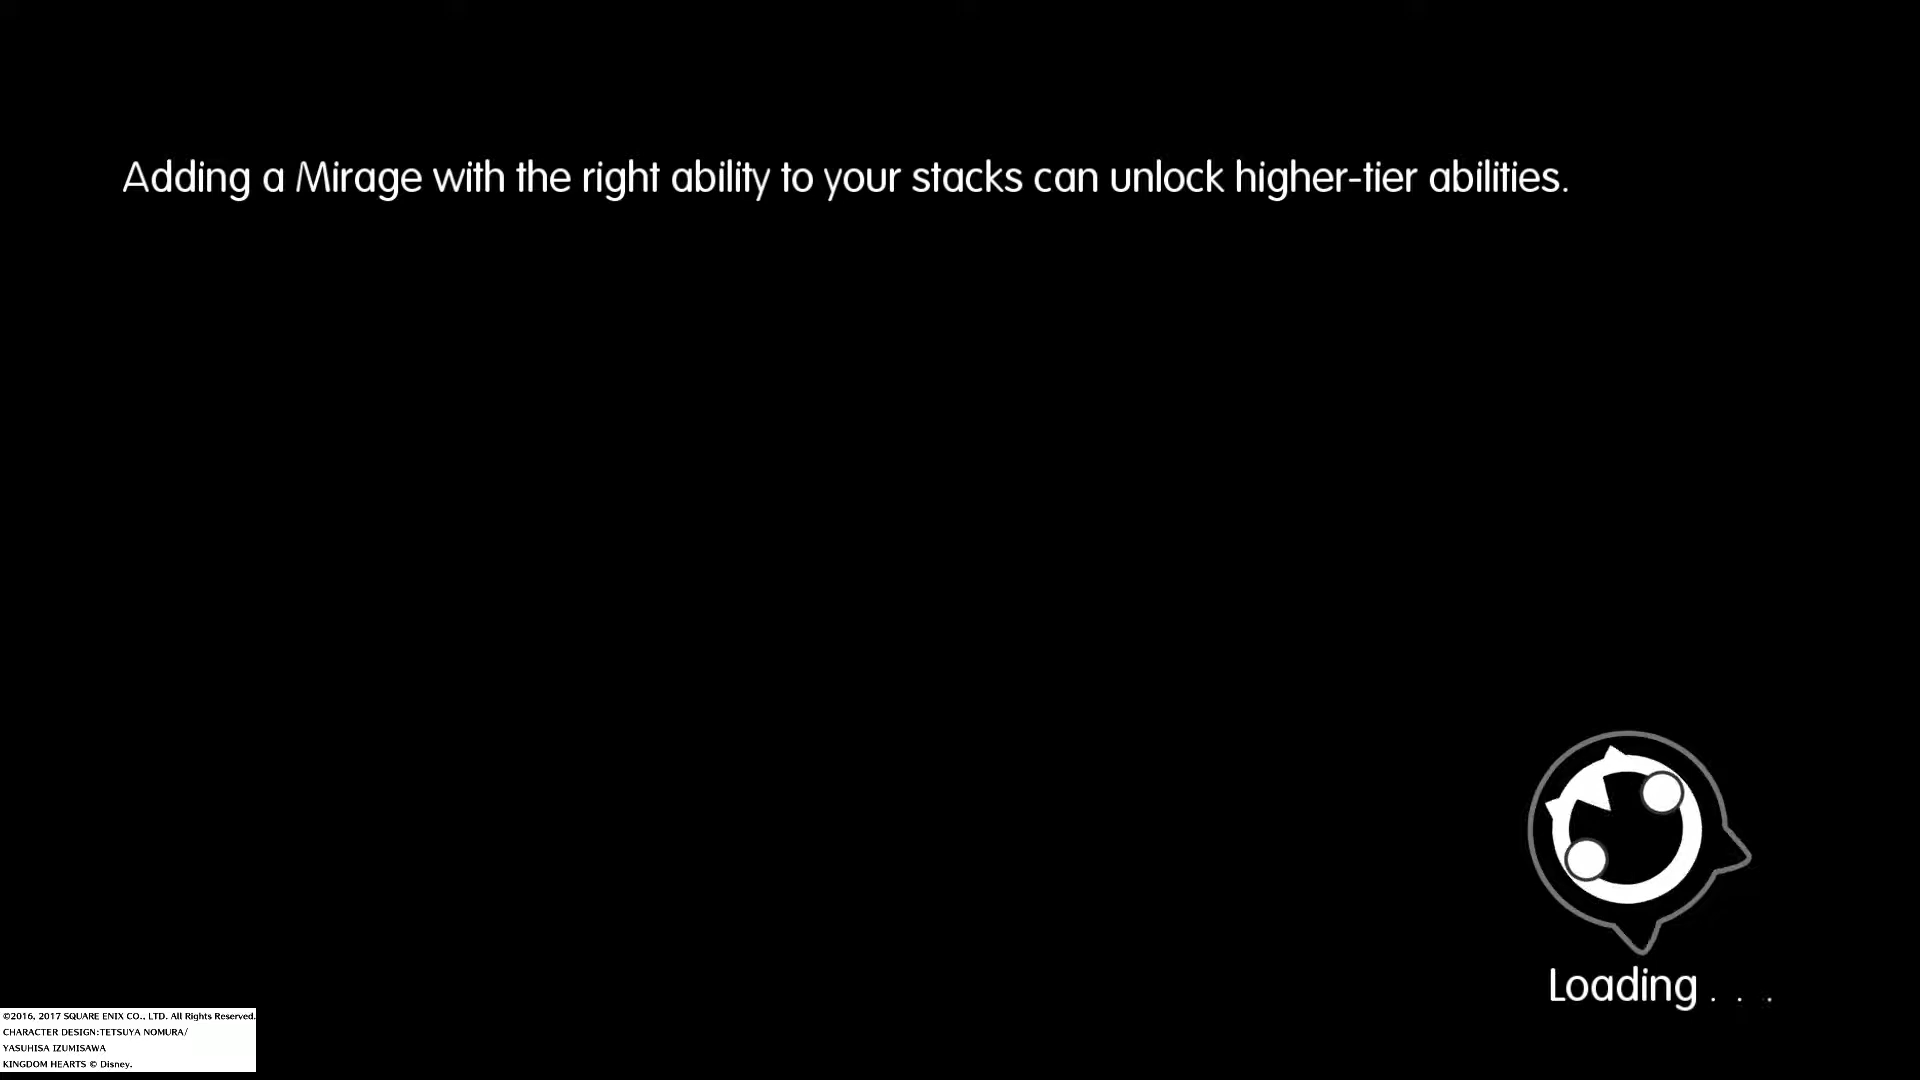 Adding a Mirage with the right ability to your stacks can unlock higher-tier abilities.
Loading . . .
©2016, 2017 SQUARE ENIX CO., LTD. All Rights Reserved.
CHARACTER DESIGN:TETSUYA NOMURA/
YASUHISA IZUMISAWA
KINGDOM HEARTS © Disney.